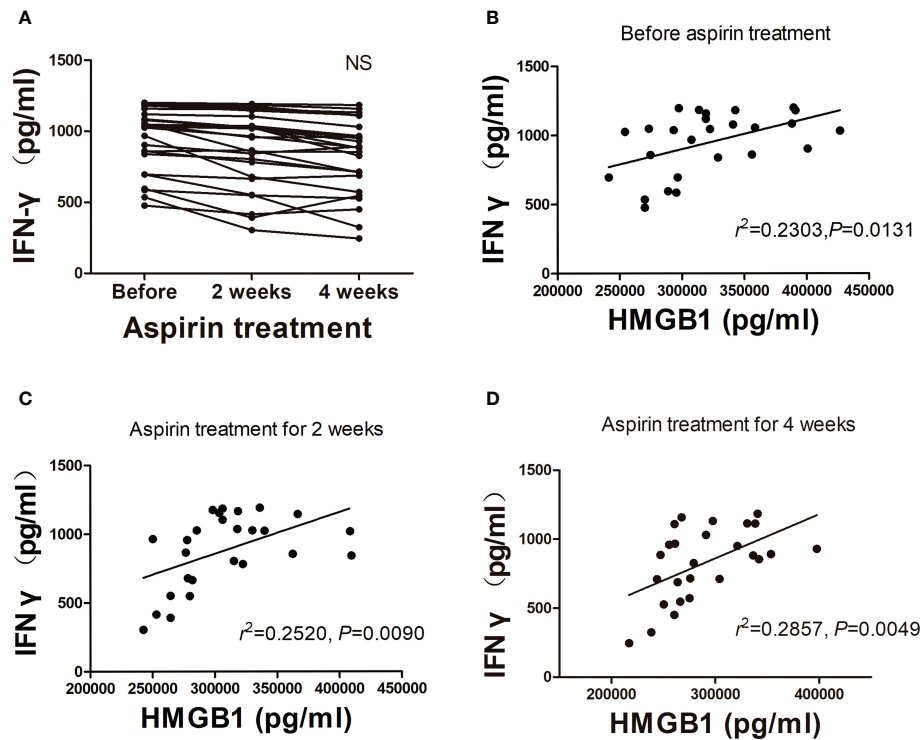 A
NS
IFN-γ （pg/ml)
1500
1000
500
0
Before 2 weeks 4 weeks
Aspirin treatment
B
Before aspirin treatment
IFN γ （pg/ml)
1500
1000
500
0
r²=0.2303,P=0.0131
200000 250000 300000 350000 400000 450000
HMGB1 (pg/ml)
C
Aspirin treatment for 2 weeks
IFN γ （pg/ml）
1500
1000
500
0
r²=0.2520, P=0.0090
200000 250000 300000 350000 400000 450000
HMGB1 (pg/ml)
D
Aspirin treatment for 4 weeks
IFN γ （pg/ml）
1500
1000
500
0
r²=0.2857, P=0.0049
200000 300000 400000
HMGB1 (pg/ml)